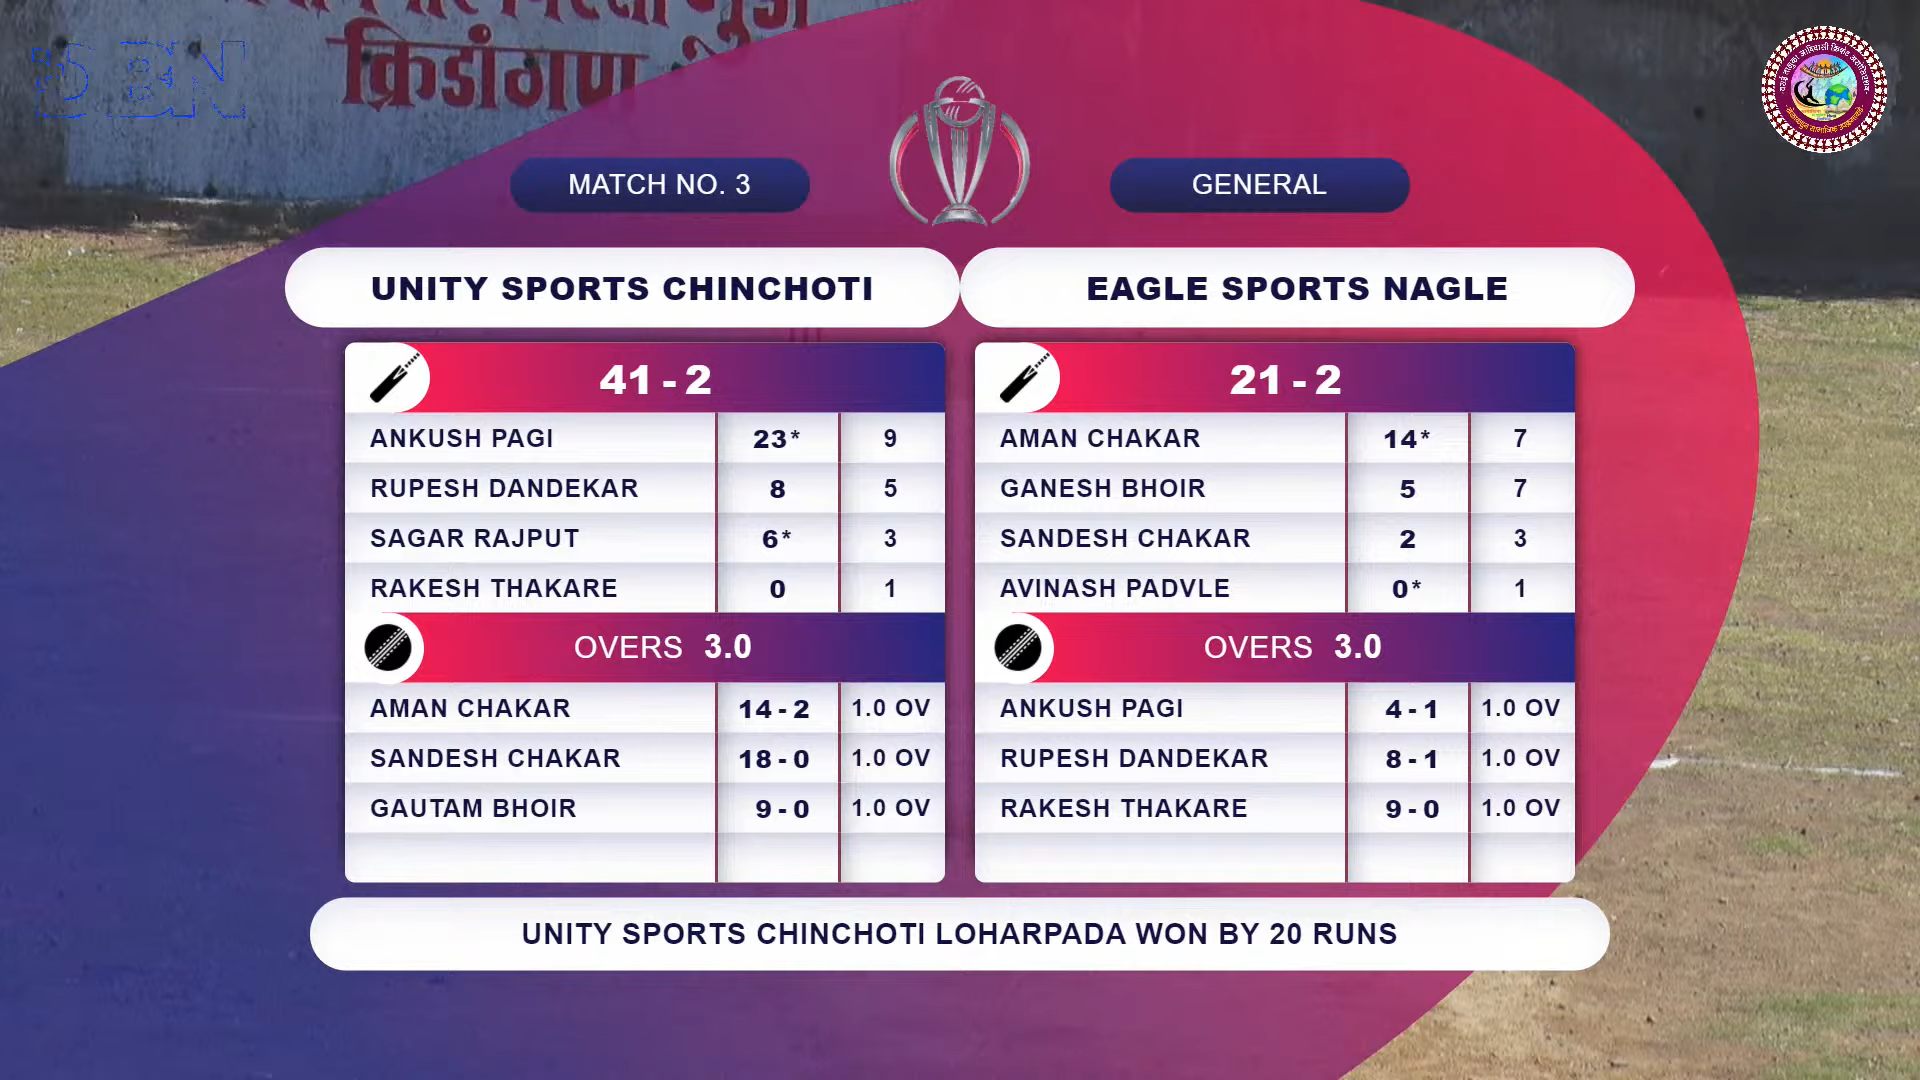 क्रिडांगण
MATCH NO. 3
GENERAL
UNITY SPORTS CHINCHOTI
EAGLE SPORTS NAGLE
41 - 2
ANKUSH PAGI 23* 9
RUPESH DANDEKAR 8 5
SAGAR RAJPUT 6* 3
RAKESH THAKARE 0 1
OVERS 3.0
AMAN CHAKAR 14 - 2 1.0 OV
SANDESH CHAKAR 18 - 0 1.0 OV
GAUTAM BHOIR 9 - 0 1.0 OV
21 - 2
AMAN CHAKAR 14* 7
GANESH BHOIR 5 7
SANDESH CHAKAR 2 3
AVINASH PADVLE 0* 1
OVERS 3.0
ANKUSH PAGI 4 - 1 1.0 OV
RUPESH DANDEKAR 8 - 1 1.0 OV
RAKESH THAKARE 9 - 0 1.0 OV
UNITY SPORTS CHINCHOTI LOHARPADA WON BY 20 RUNS